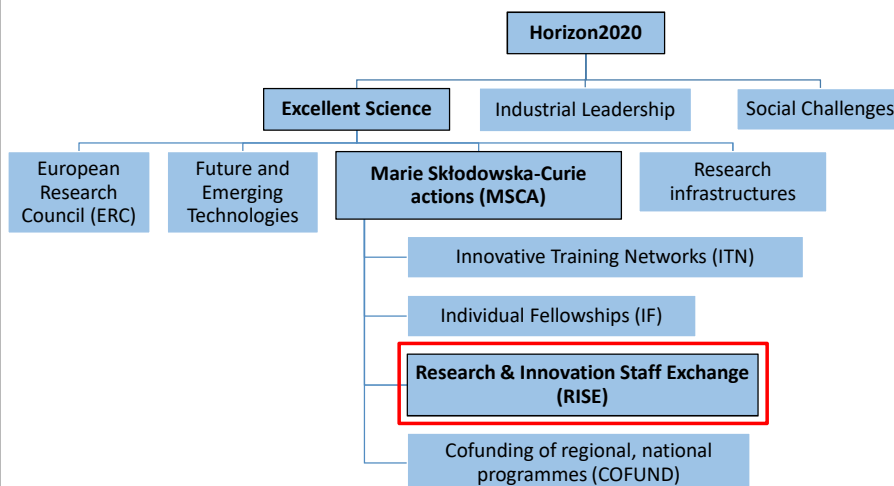 Horizon2020
Excellent Science
Industrial Leadership
Social Challenges
European
Research
Council (ERC)
Future and
Emerging
Technologies
Marie Skłodowska-Curie
actions (MSCA)
Research
infrastructures
Innovative Training Networks (ITN)
Individual Fellowships (IF)
Research & Innovation Staff Exchange
(RISE)
Cofunding of regional, national
programmes (COFUND)